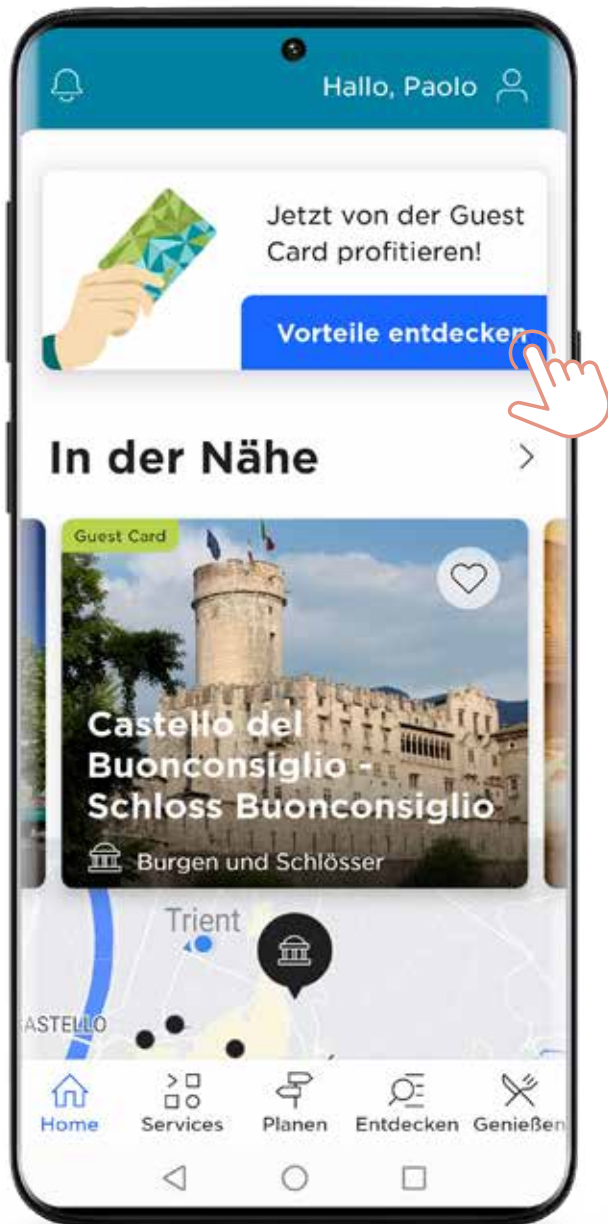 Hallo, Paolo
Jetzt von der Guest
Card profitieren!
Vorteile entdecken
In der Nähe
Guest Card
Castello del
Buonconsiglio -
Schloss Buonconsiglio
Burgen und Schlösser
Trient
ASTELLO
Home Services Planen Entdecken Genießen